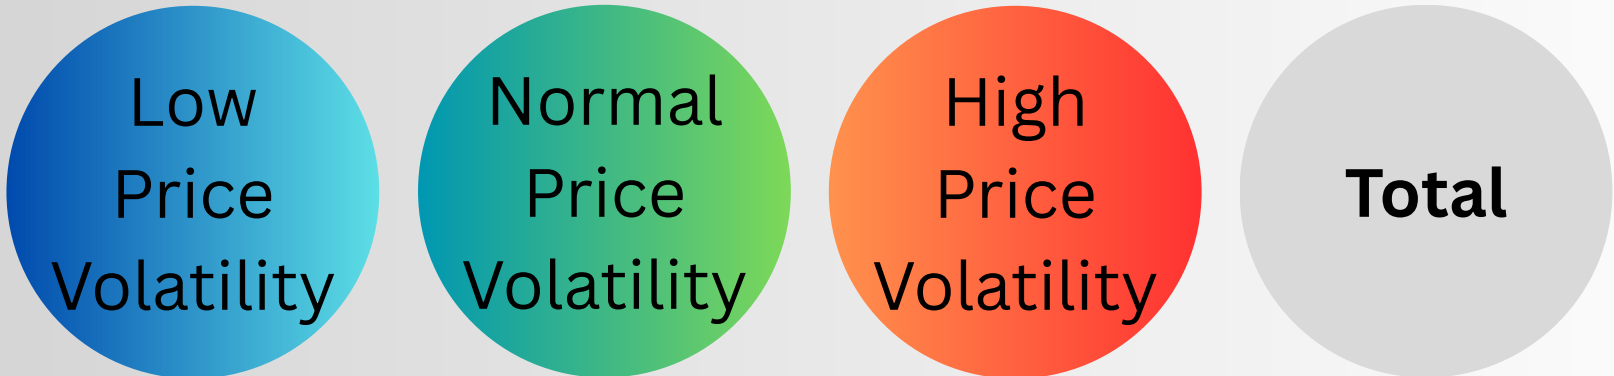 Low
Price
Volatility
Normal
Price
Volatility
High
Price
Volatility
Total